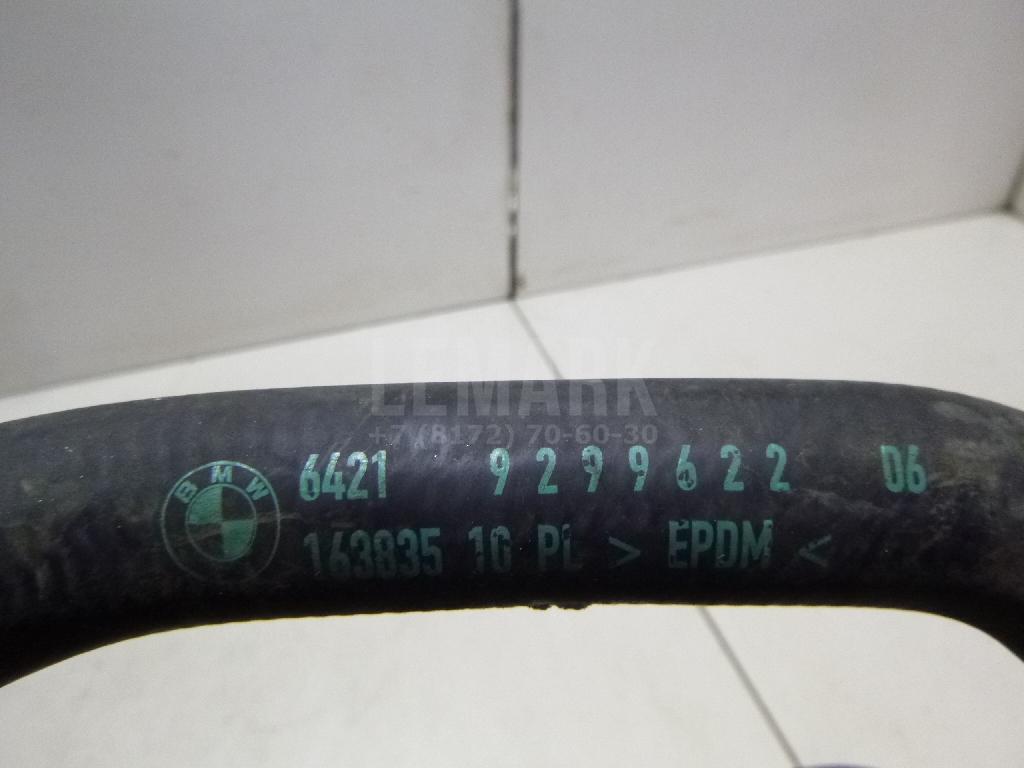 LEMARK
+7 (8172) 70-60-30
BMW 6421 9299622 06
163835 10 PL > EPDM <